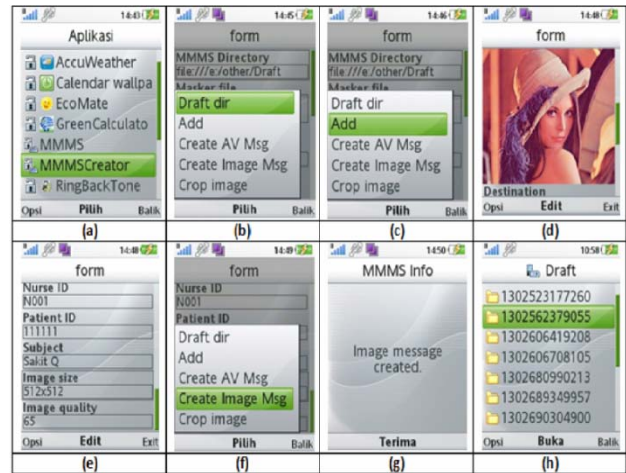 14:43
Aplikasi
AccuWeather
Calendar wallpa
EcoMate
GreenCalculato
MMMS
MMMSCreator
RingBackTone
Opsi Pilih Balik
(a)
14:45
form
MMMS Directory
file:///e:/other/Draft
Masker file
Draft dir
Add
Create AV Msg
Create Image Msg
Crop image
Pilih Balik
(b)
14:46
form
MMMS Directory
file:///e:/other/Draft
Draft dir
Add
Create AV Msg
Create Image Msg
Crop image
Pilih Balik
(c)
14:48
form
Destination
Opsi Edit Exit
(d)
14:48
form
Nurse ID
N001
Patient ID
111111
Subject
Sakit Q
Image size
512x512
Image quality
65
Opsi Edit Exit
(e)
14:49
form
Nurse ID
N001
Patient ID
Draft dir
Add
Create AV Msg
Create Image Msg
Crop image
Pilih Balik
(f)
14:50
MMMS Info
Image message
created.
Terima
(g)
10:58
Draft
1302523177260
1302562379055
1302606419208
1302606708105
1302680990213
1302689349957
1302690304900
Opsi Buka Balik
(h)